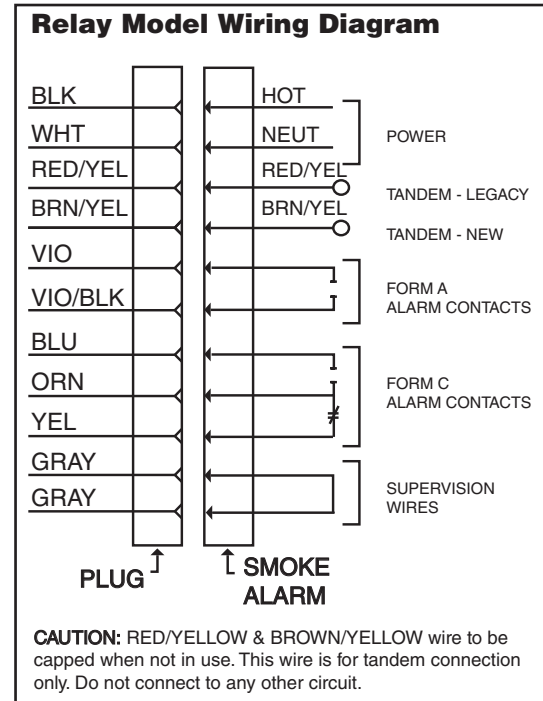 Relay Model Wiring Diagram
BLK HOT
WHT NEUT POWER
RED/YEL RED/YEL TANDEM - LEGACY
BRN/YEL BRN/YEL TANDEM - NEW
VIO
VIO/BLK
FORM A
ALARM CONTACTS
BLU
ORN
YEL
FORM C
ALARM CONTACTS
GRAY
GRAY
SUPERVISION
WIRES
PLUG
SMOKE
ALARM
CAUTION: RED/YELLOW & BROWN/YELLOW wire to be
capped when not in use. This wire is for tandem connection
only. Do not connect to any other circuit.